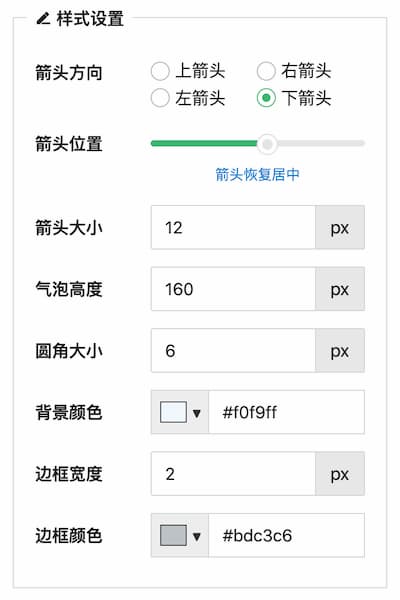 样式设置
箭头方向 上箭头 右箭头
左箭头 下箭头
箭头位置
箭头恢复居中
箭头大小 12 px
气泡高度 160 px
圆角大小 6 px
背景颜色 #f0f9ff
边框宽度 2 px
边框颜色 #bdc3c6